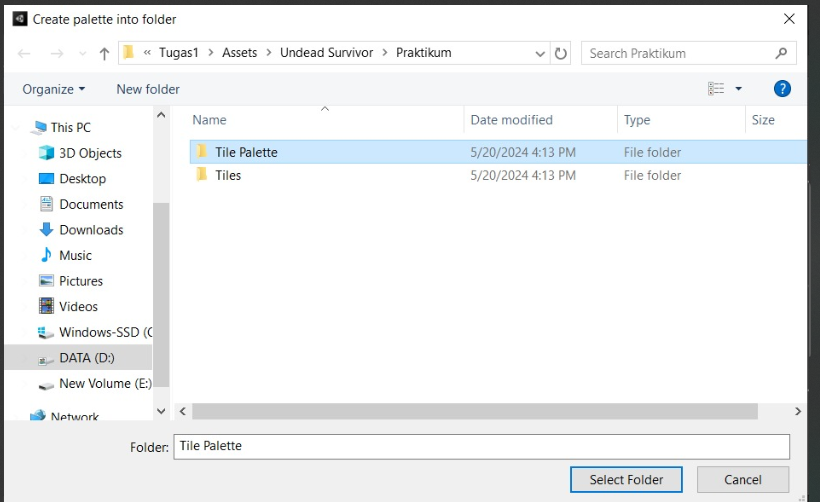 Create palette into folder
« Tugas1 > Assets > Undead Survivor > Praktikum
Search Praktikum
Organize
New folder
?
Name
Date modified
Type
Size
This PC
3D Objects
Desktop
Documents
Downloads
Music
Pictures
Videos
Windows-SSD (C
DATA (D:)
New Volume (E:)
Network
Tile Palette 5/20/2024 4:13 PM File folder
Tiles 5/20/2024 4:13 PM File folder
Folder: Tile Palette
Select Folder
Cancel